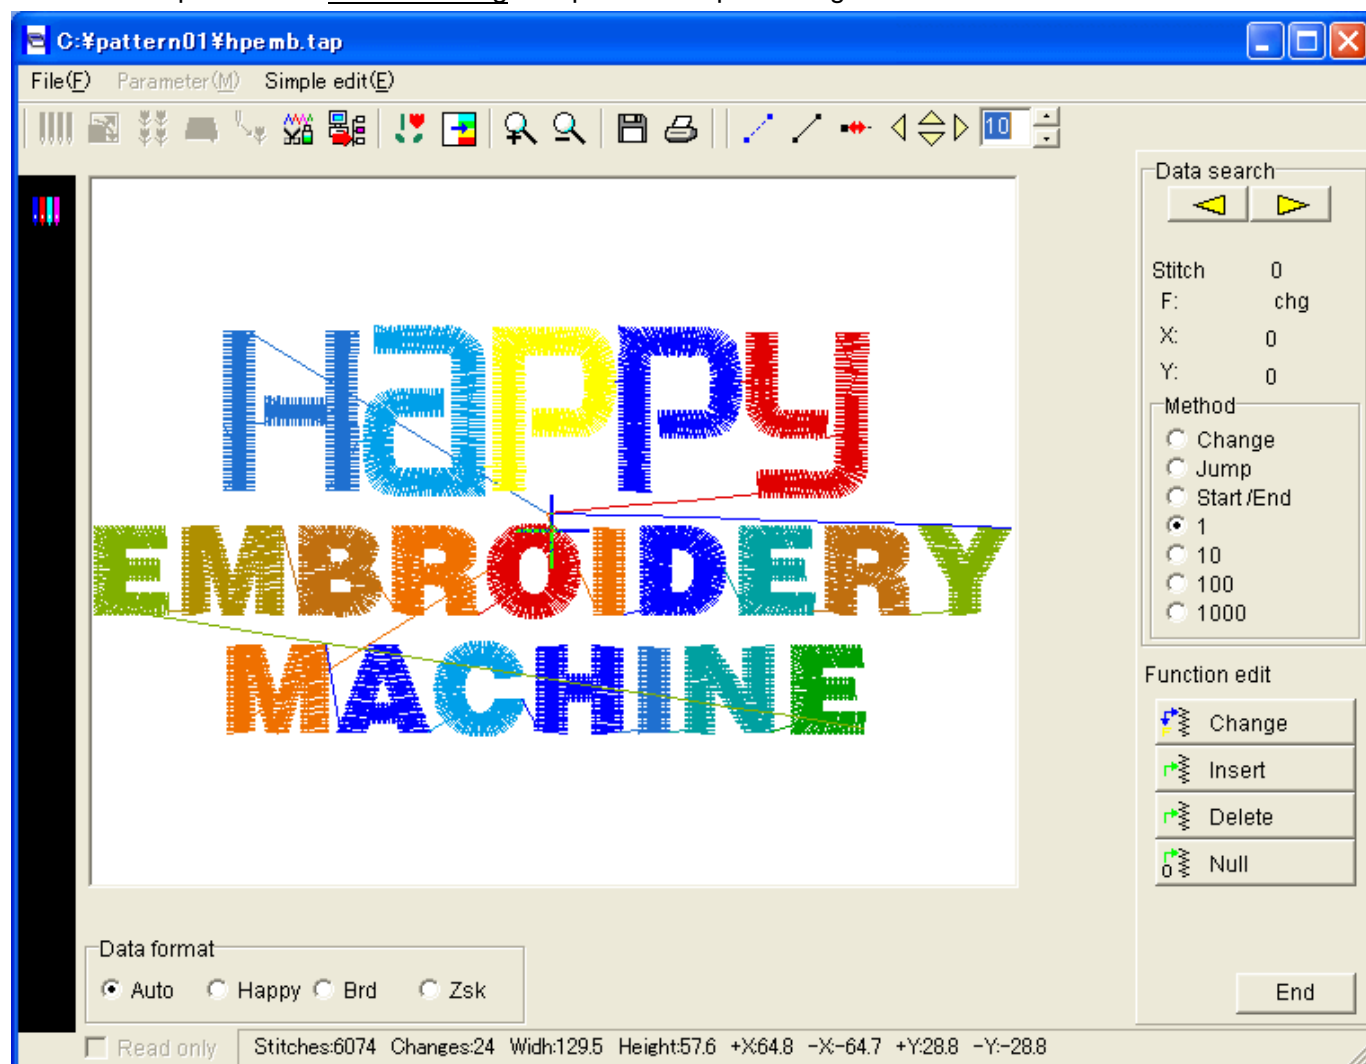 C:¥pattern01¥hpemb.tap
File(F) Parameter(M) Simple edit(E)
10
Data search
Stitch 0
F: chg
X: 0
Y: 0
Method
Change
Jump
Start/End
1
10
100
1000
Function edit
Change
Insert
Delete
Null
End
Happy
EMBROIDERY
MACHINE
Data format
Auto Happy Brd Zsk
Read only Stitches:6074 Changes:24 Widh:129.5 Height:57.6 +X:64.8 -X:-64.7 +Y:28.8 -Y:-28.8